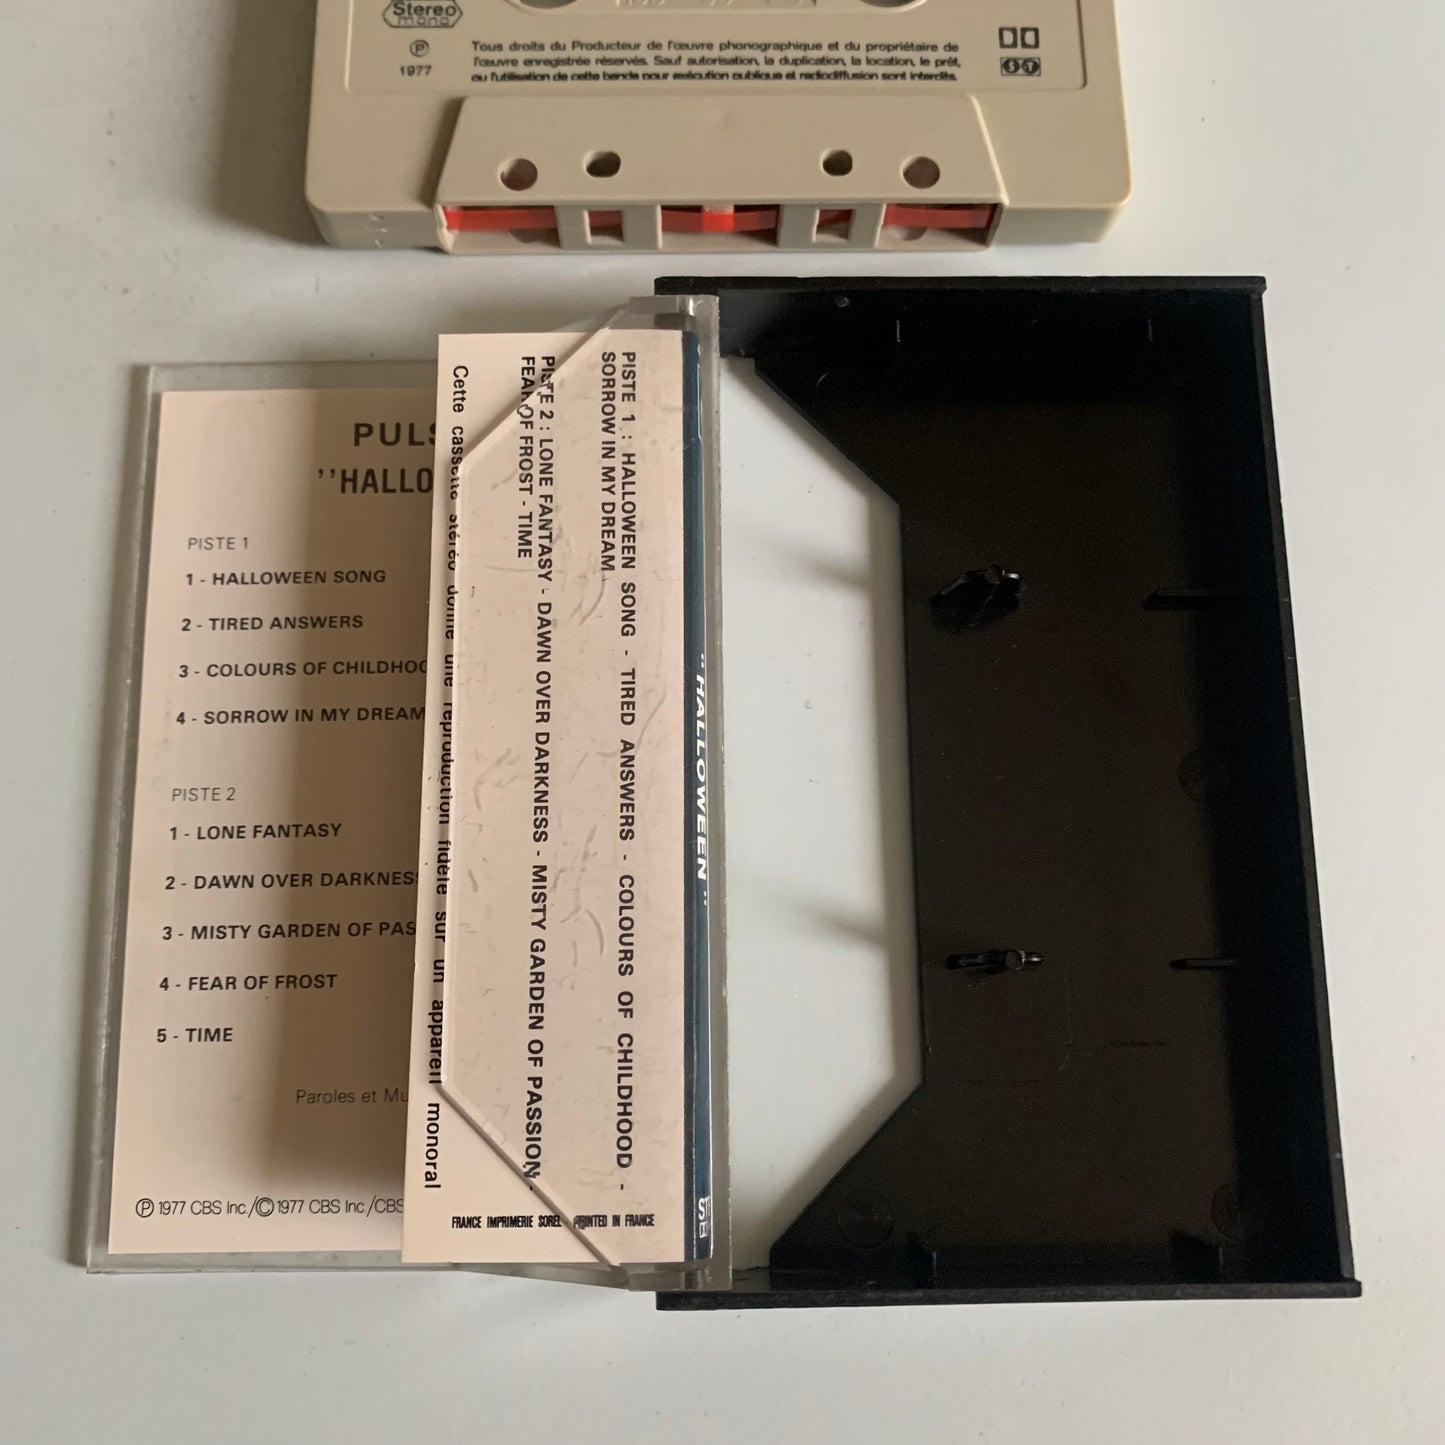 Stereo
mono
℗
1977
Tous droits du Producteur de l'œuvre phonographique et du propriétaire de
l'œuvre enregistrée réservés. Sauf autorisation, la duplication, la location, le prêt,
ou l'utilisation de cette bande pour exécution publique et radiodiffusion sont interdits.
PULS
"HALLO
PISTE 1
1 - HALLOWEEN SONG
2 - TIRED ANSWERS
3 - COLOURS OF CHILDHOO
4 - SORROW IN MY DREAM
PISTE 2
1 - LONE FANTASY
2 - DAWN OVER DARKNES
3 - MISTY GARDEN OF PAS
4 - FEAR OF FROST
5 - TIME
Paroles et Mu
℗ 1977 CBS Inc./© 1977 CBS Inc./CBS
PISTE 1 : HALLOWEEN SONG - TIRED ANSWERS - COLOURS OF CHILDHOOD -
SORROW IN MY DREAM
PISTE 2 : LONE FANTASY - DAWN OVER DARKNESS - MISTY GARDEN OF PASSION -
FEAR OF FROST - TIME
Cette cassette stéréo donne une reproduction fidèle sur un appareil monoral
FRANCE IMPRIMERIE SOREL - PRINTED IN FRANCE
"HALLOWEEN"